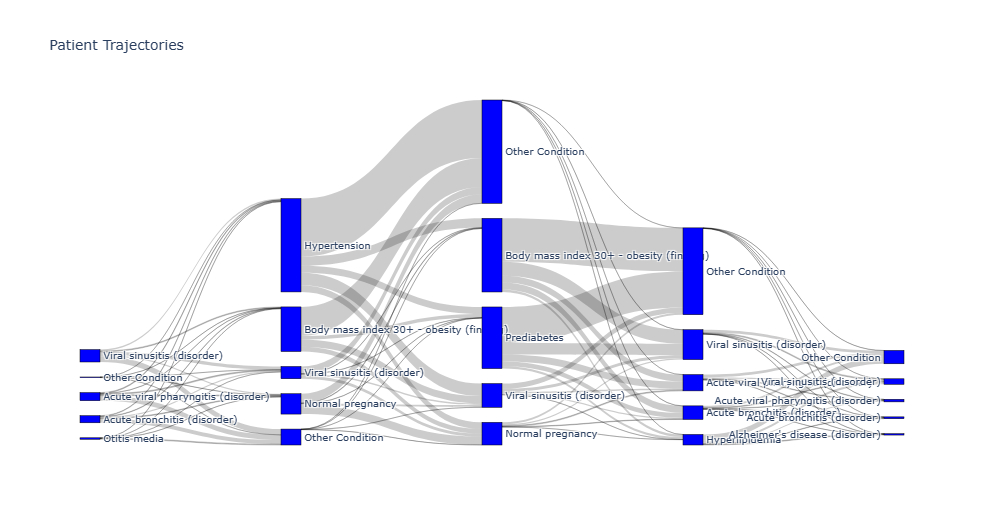 Patient Trajectories
Viral sinusitis (disorder)
Other Condition
Acute viral pharyngitis (disorder)
Acute bronchitis (disorder)
Otitis media
Hypertension
Body mass index 30+ - obesity (finding)
Viral sinusitis (disorder)
Normal pregnancy
Other Condition
Other Condition
Body mass index 30+ - obesity (finding)
Prediabetes
Viral sinusitis (disorder)
Normal pregnancy
Other Condition
Viral sinusitis (disorder)
Acute viral
Acute bronchitis (disorder)
Hyperlipidemia
Other Condition
Viral sinusitis (disorder)
Acute viral pharyngitis (disorder)
Acute bronchitis (disorder)
Alzheimer's disease (disorder)